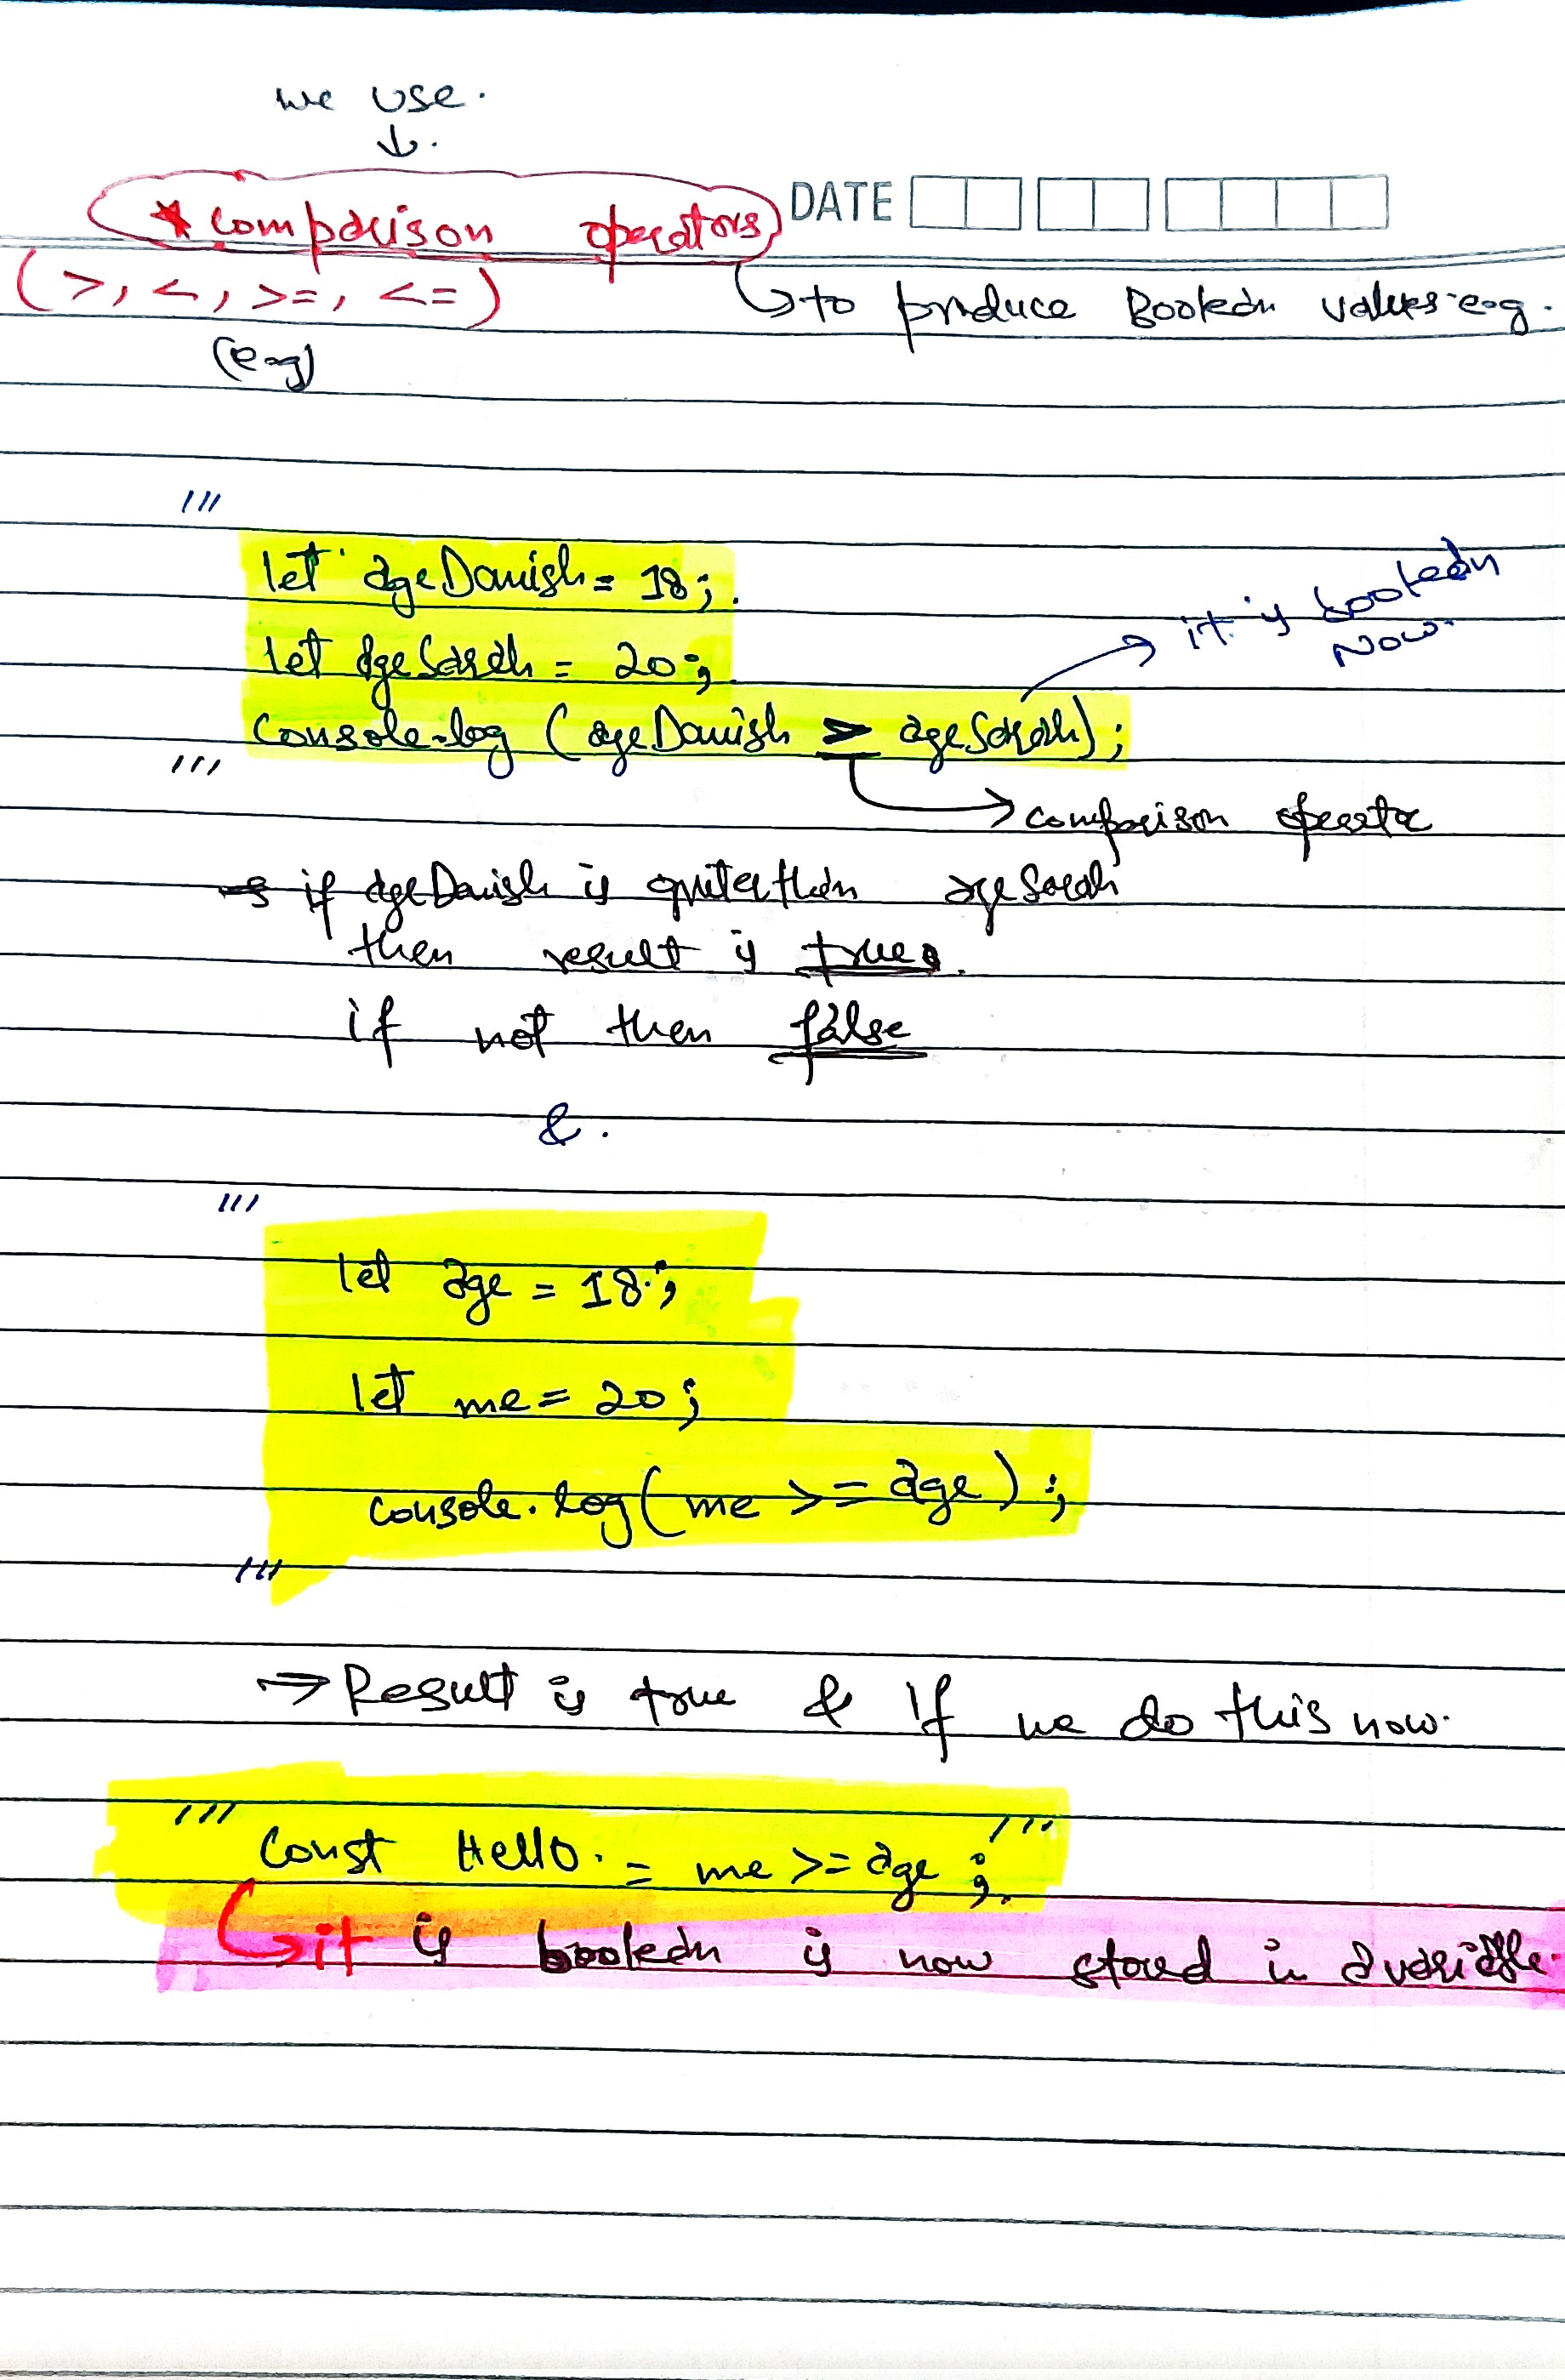 we use.
↓.
* Comparison operators
DATE
(>, <, >=, <=)
↳ to produce Boolean values e.g.
(e.g)
'''
let ageDanish = 18;
let ageSarah = 20;
it is boolean
Now.
console.log (ageDanish > ageSarah);
'''
→ comparison operator
→ if ageDanish is gruiter than ageSarah
then result is true.
if not then false
&.
'''
let age = 18;
let me = 20;
console.log(me >= age);
'''
⇒ Result is true & if we do this now.
''' Const Hello = me >= age ; '''
↳ it is boolean is now stored in a variable.